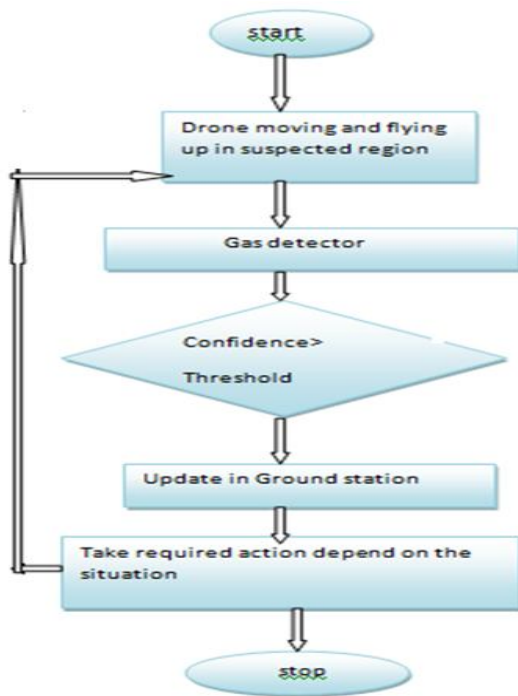 start
Drone moving and flying
up in suspected region
Gas detector
Confidence>
Threshold
Update in Ground station
Take required action depend on the
situation
stop